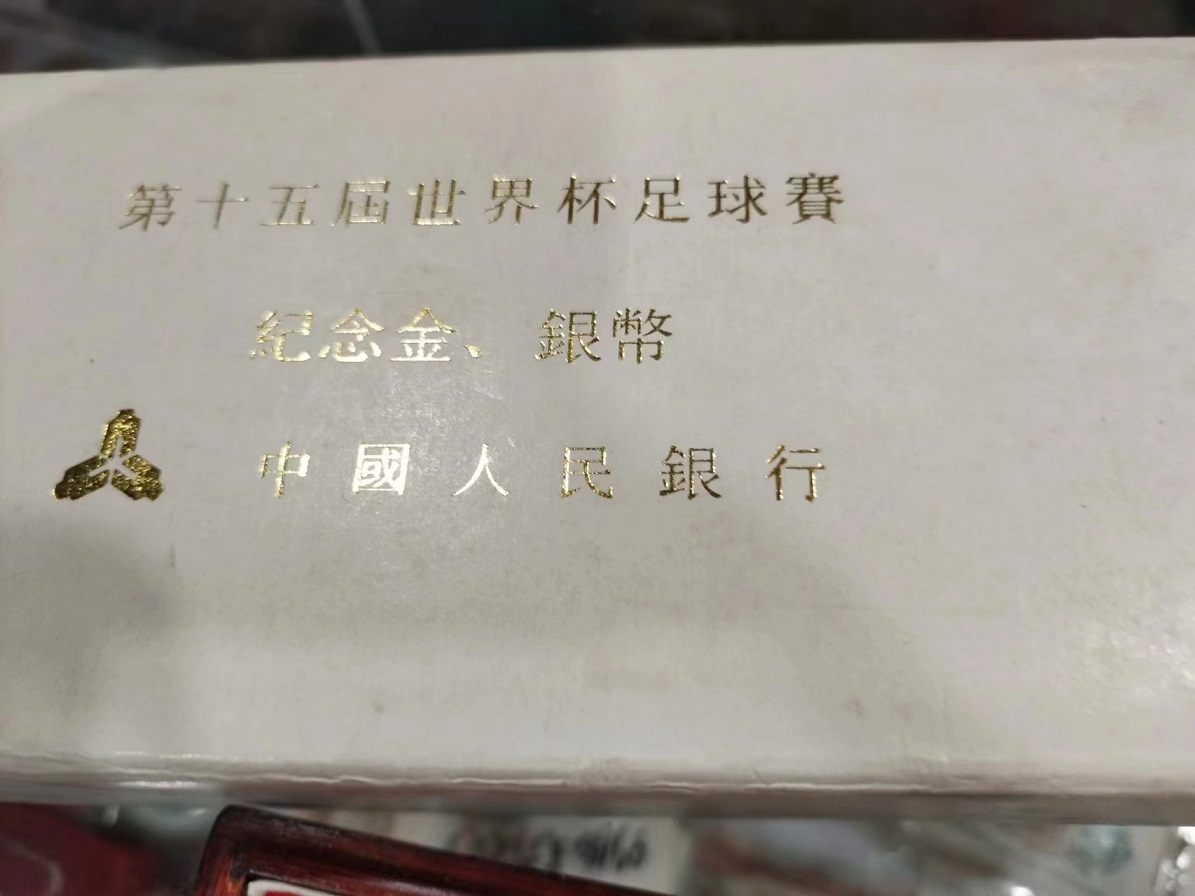 第十五屆世界杯足球賽
紀念金、銀幣
中國人民銀行